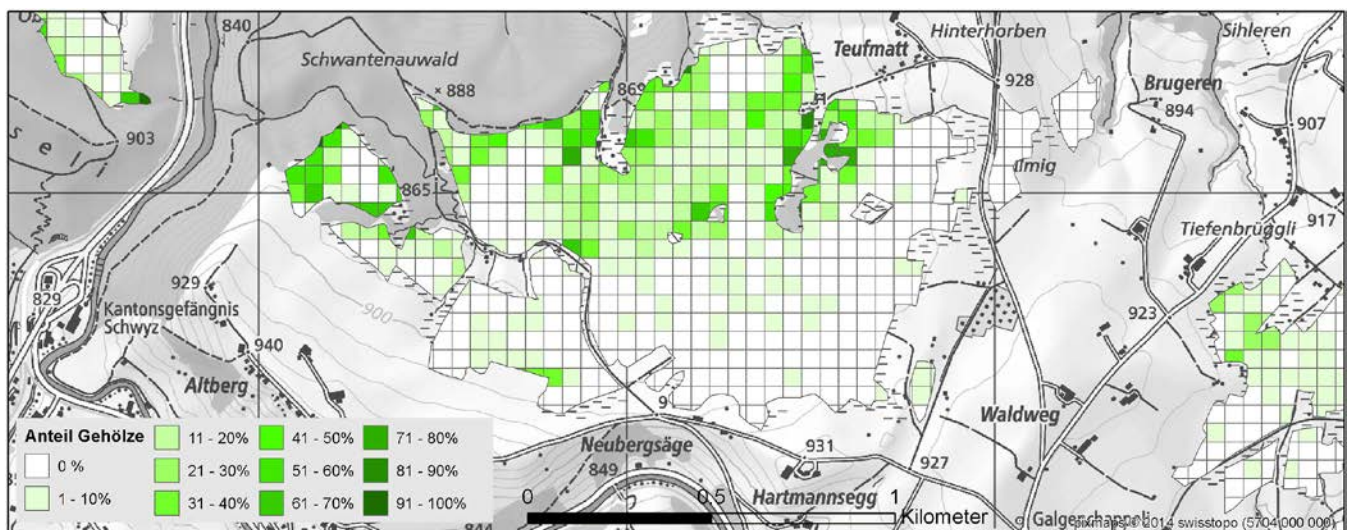 840
Schwantenauwald
888
869
Teufmatt
Hinterhorben
928
Sihleren
Brugeren
894
907
903
865
Ilmig
917
Tiefenbrüggli
929
829
Kantonsgefängnis
Schwyz
900
923
940
Altberg
Waldweg
9
Neubergsäge
931
927
849
Hartmannsegg
844
Galgenchappeli
Anteil Gehölze
0 %
1 - 10%
11 - 20%
21 - 30%
31 - 40%
41 - 50%
51 - 60%
61 - 70%
71 - 80%
81 - 90%
91 - 100%
0 0.5 1 Kilometer
pixmaps © 2014 swisstopo (5704 000 000)